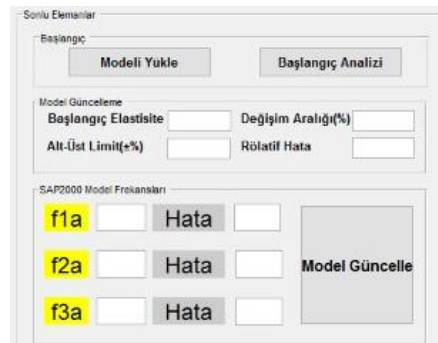 Sonlu Elemanlar
Başlangıç
Modeli Yukle Başlangıç Analizi
Model Güncelleme
Başlangıç Elastisite Değişim Aralığı(%)
Alt-Üst Limit(±%) Rölatif Hata
SAP2000 Model Frekansları
f1a Hata
f2a Hata
Model Güncelle
f3a Hata